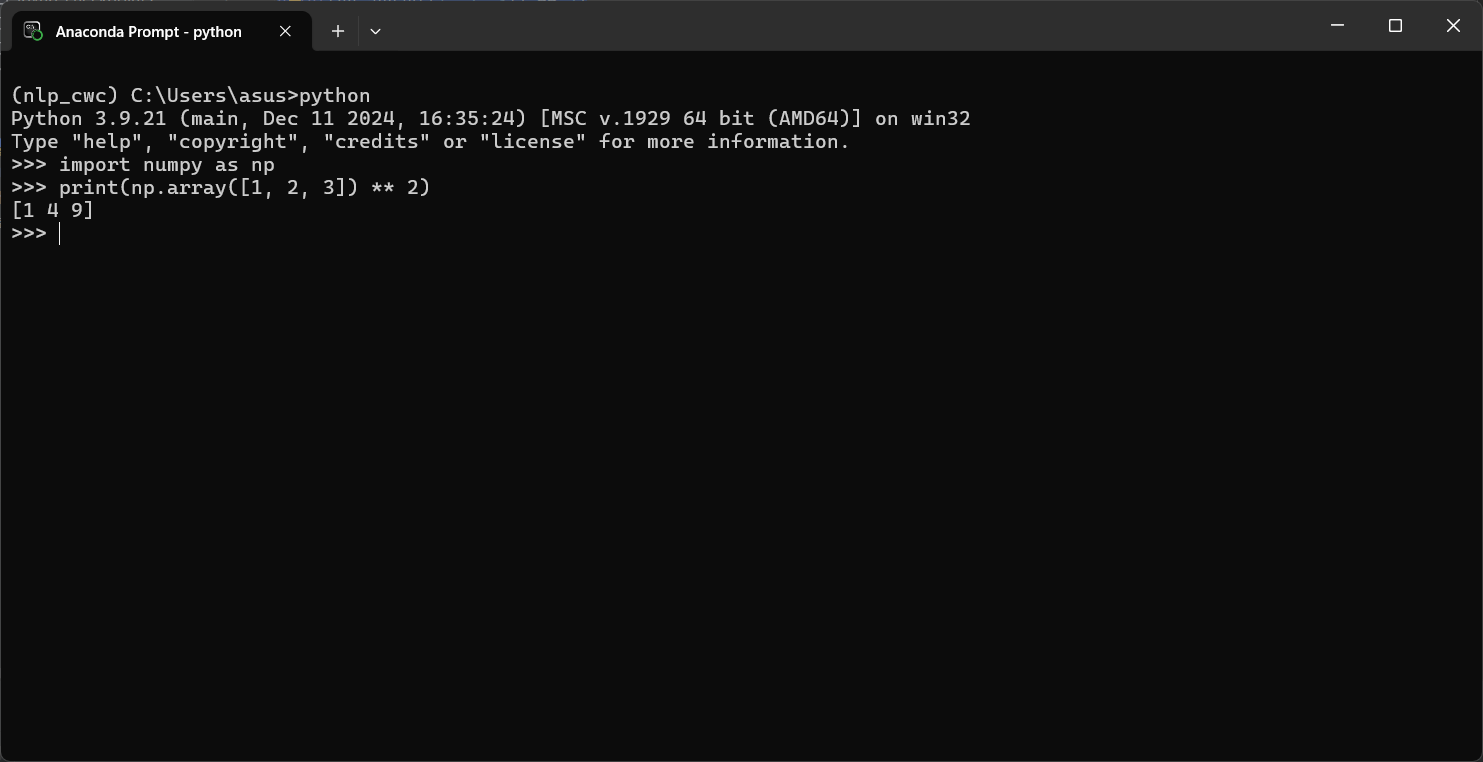 Anaconda Prompt - python
(nlp_cwc) C:\Users\asus>python
Python 3.9.21 (main, Dec 11 2024, 16:35:24) [MSC v.1929 64 bit (AMD64)] on win32
Type "help", "copyright", "credits" or "license" for more information.
>>> import numpy as np
>>> print(np.array([1, 2, 3]) ** 2)
[1 4 9]
>>>